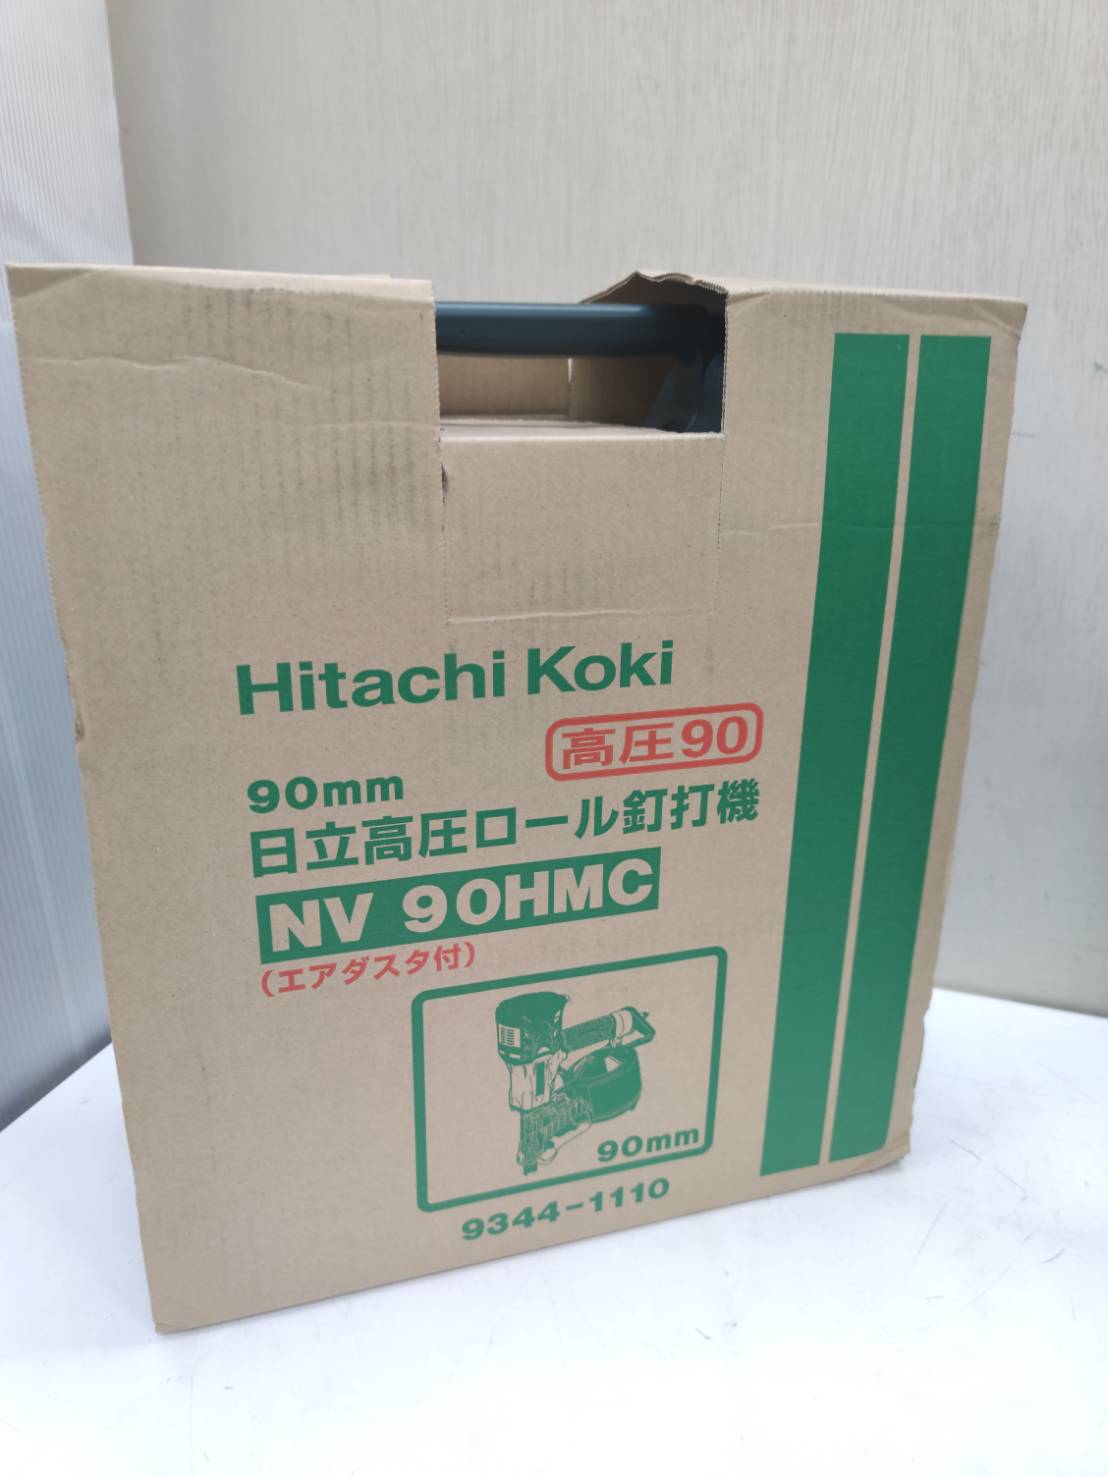 Hitachi Koki
高圧90
90mm
日立高圧ロール釘打機
NV 90HMC
(エアダスタ付)
90mm
9344-1110